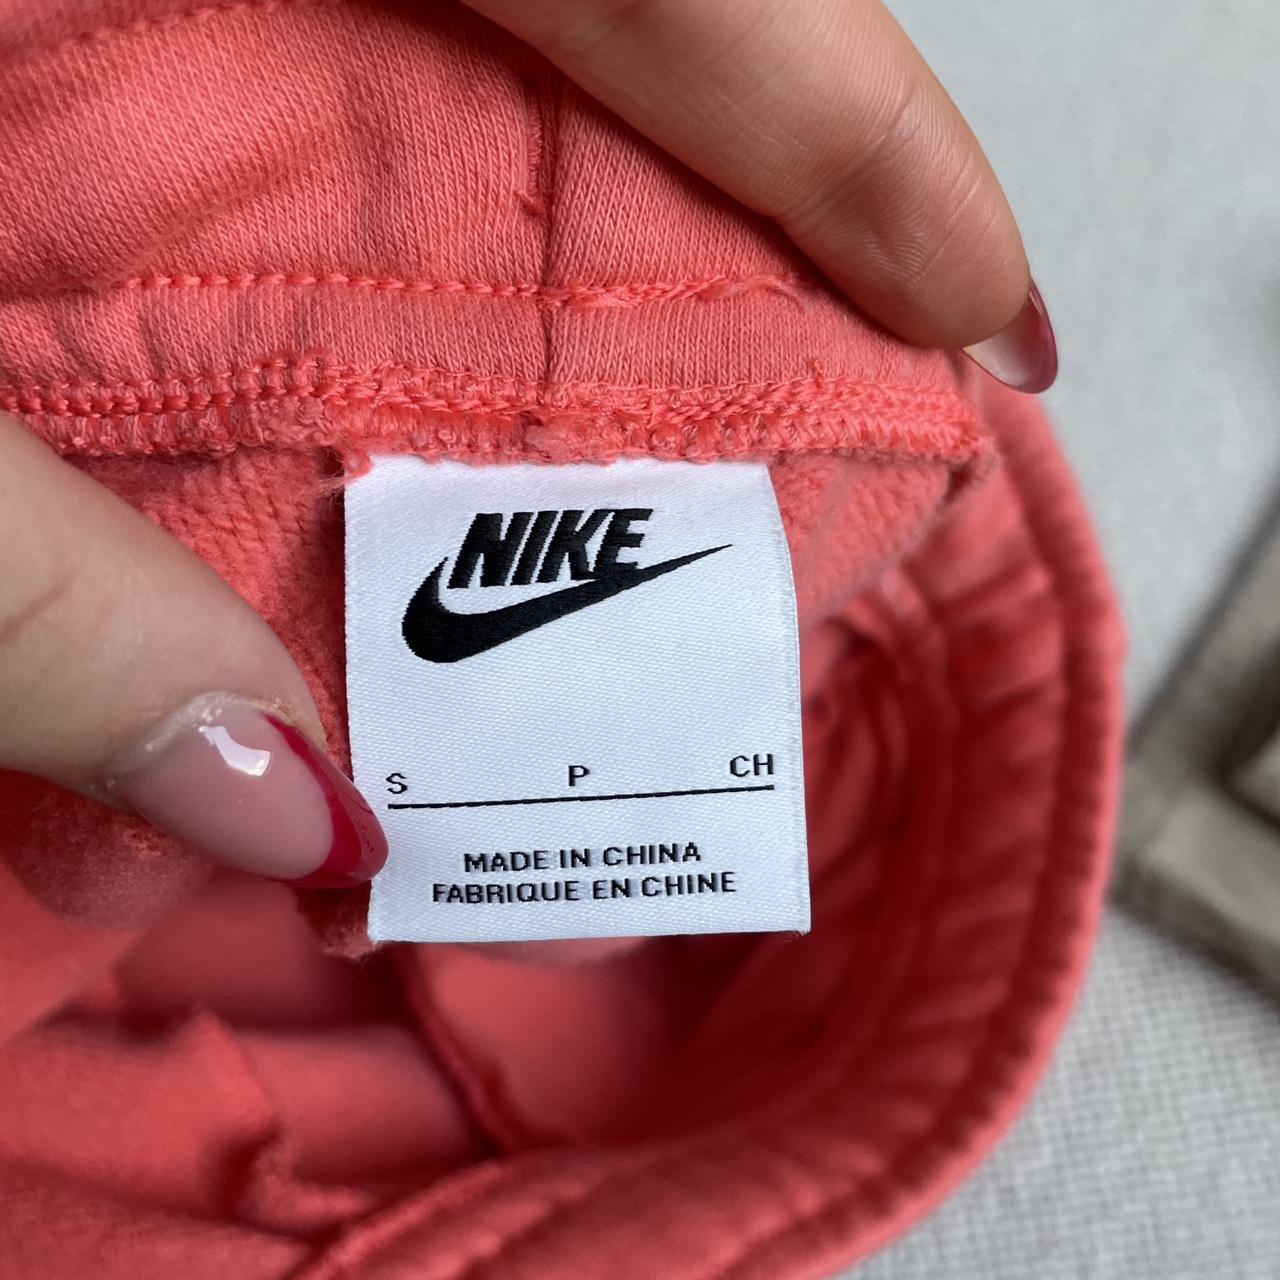 NIKE
S P CH
MADE IN CHINA
FABRIQUE EN CHINE